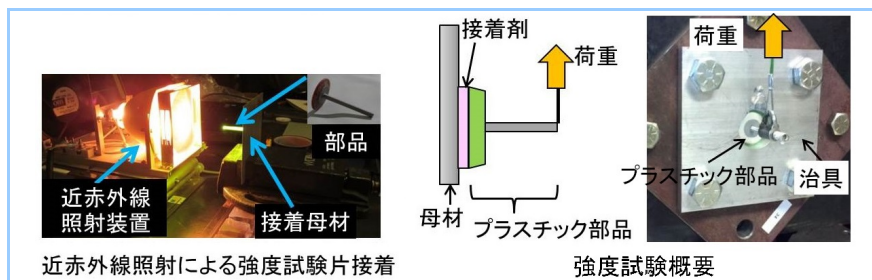 部品
近赤外線
照射装置
接着母材
近赤外線照射による強度試験片接着
接着剤
荷重
母材
プラスチック部品
荷重
プラスチック部品
治具
強度試験概要